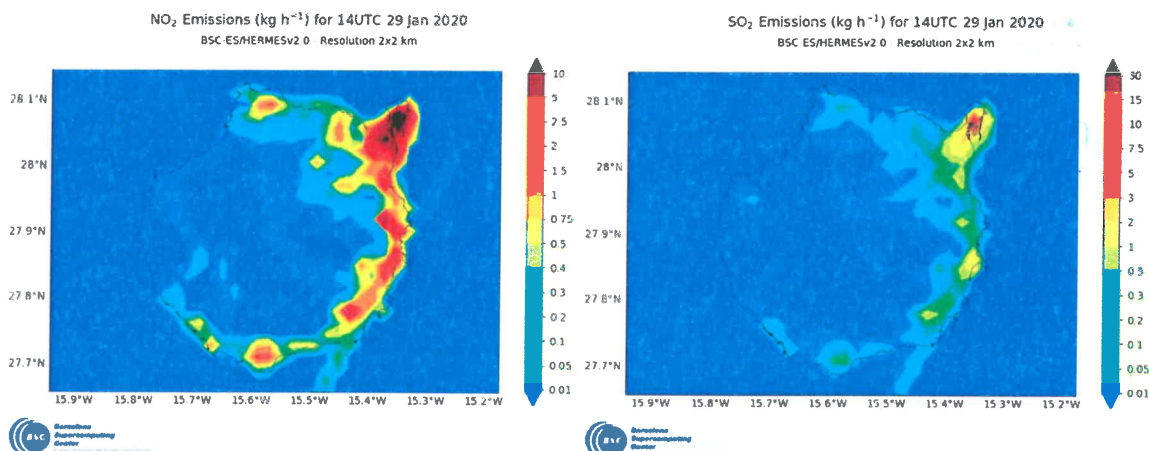 NO₂ Emissions (kg h⁻¹) for 14UTC 29 Jan 2020
BSC-ES/HERMESv2.0 Resolution 2x2 km
28.1°N
28°N
27.9°N
27.8°N
27.7°N
15.9°W 15.8°W 15.7°W 15.6°W 15.5°W 15.4°W 15.3°W 15.2°W
10
5
2.5
2
1.5
1
0.75
0.5
0.4
0.3
0.2
0.1
0.05
0.01
BSC
Barcelona
Supercomputing
Center
SO₂ Emissions (kg h⁻¹) for 14UTC 29 Jan 2020
BSC ES/HERMESv2.0 Resolution 2x2 km
28.1°N
28°N
27.9°N
27.8°N
27.7°N
15.9°W 15.8°W 15.7°W 15.6°W 15.5°W 15.4°W 15.3°W 15.2°W
30
15
10
7.5
5
3
2
1
0.5
0.3
0.2
0.1
0.05
0.01
BSC
Barcelona
Supercomputing
Center